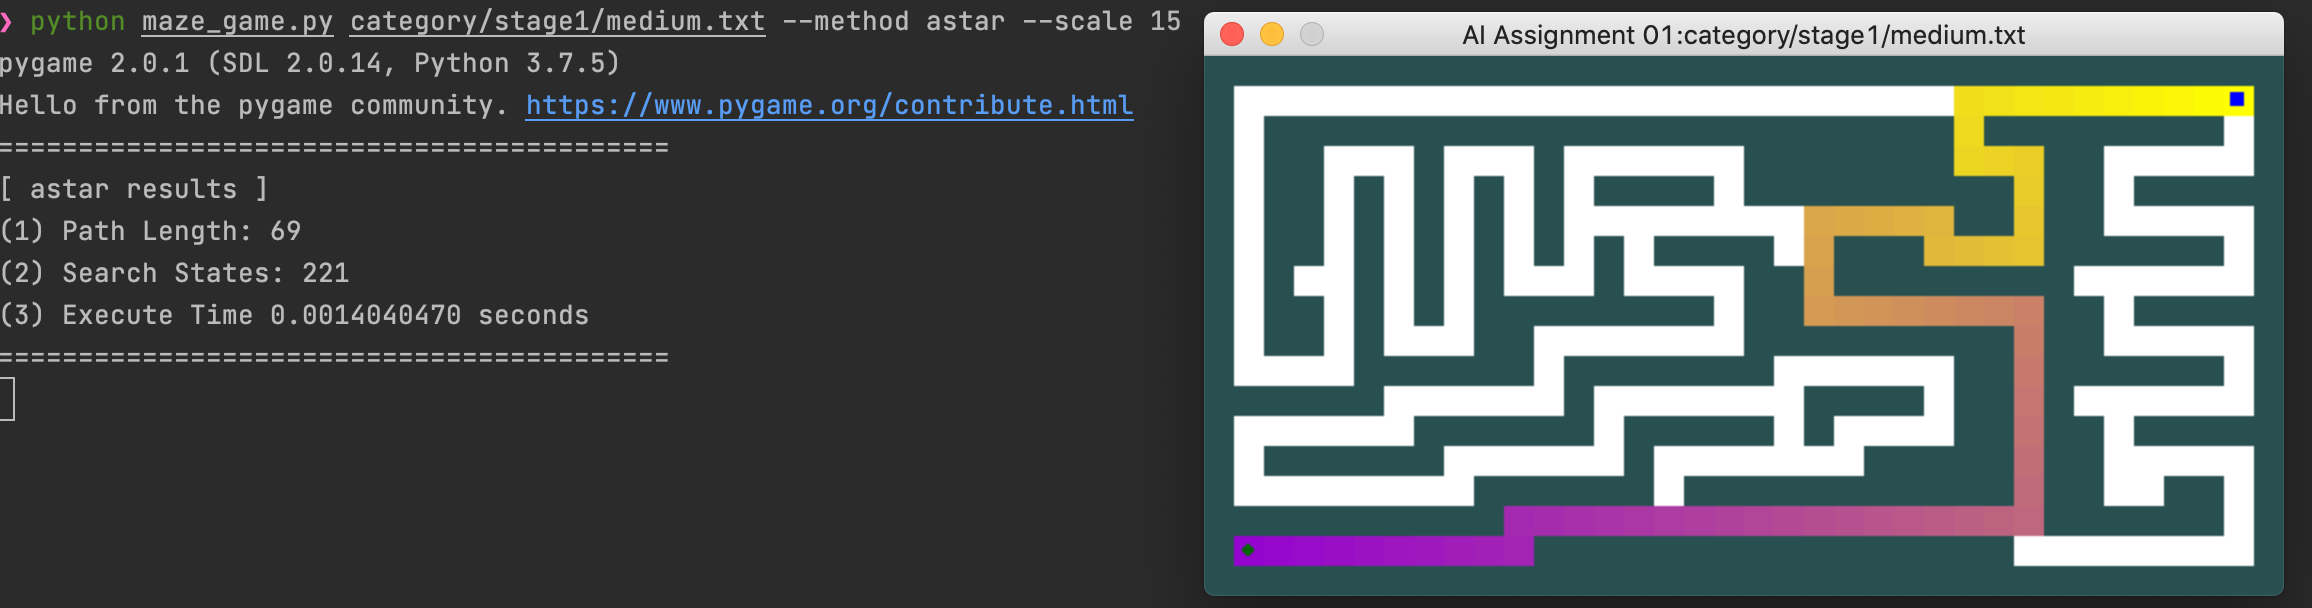 ❯ python maze_game.py category/stage1/medium.txt --method astar --scale 15
pygame 2.0.1 (SDL 2.0.14, Python 3.7.5)
Hello from the pygame community. https://www.pygame.org/contribute.html
==========================================
[ astar results ]
(1) Path Length: 69
(2) Search States: 221
(3) Execute Time 0.0014040470 seconds
==========================================
AI Assignment 01:category/stage1/medium.txt